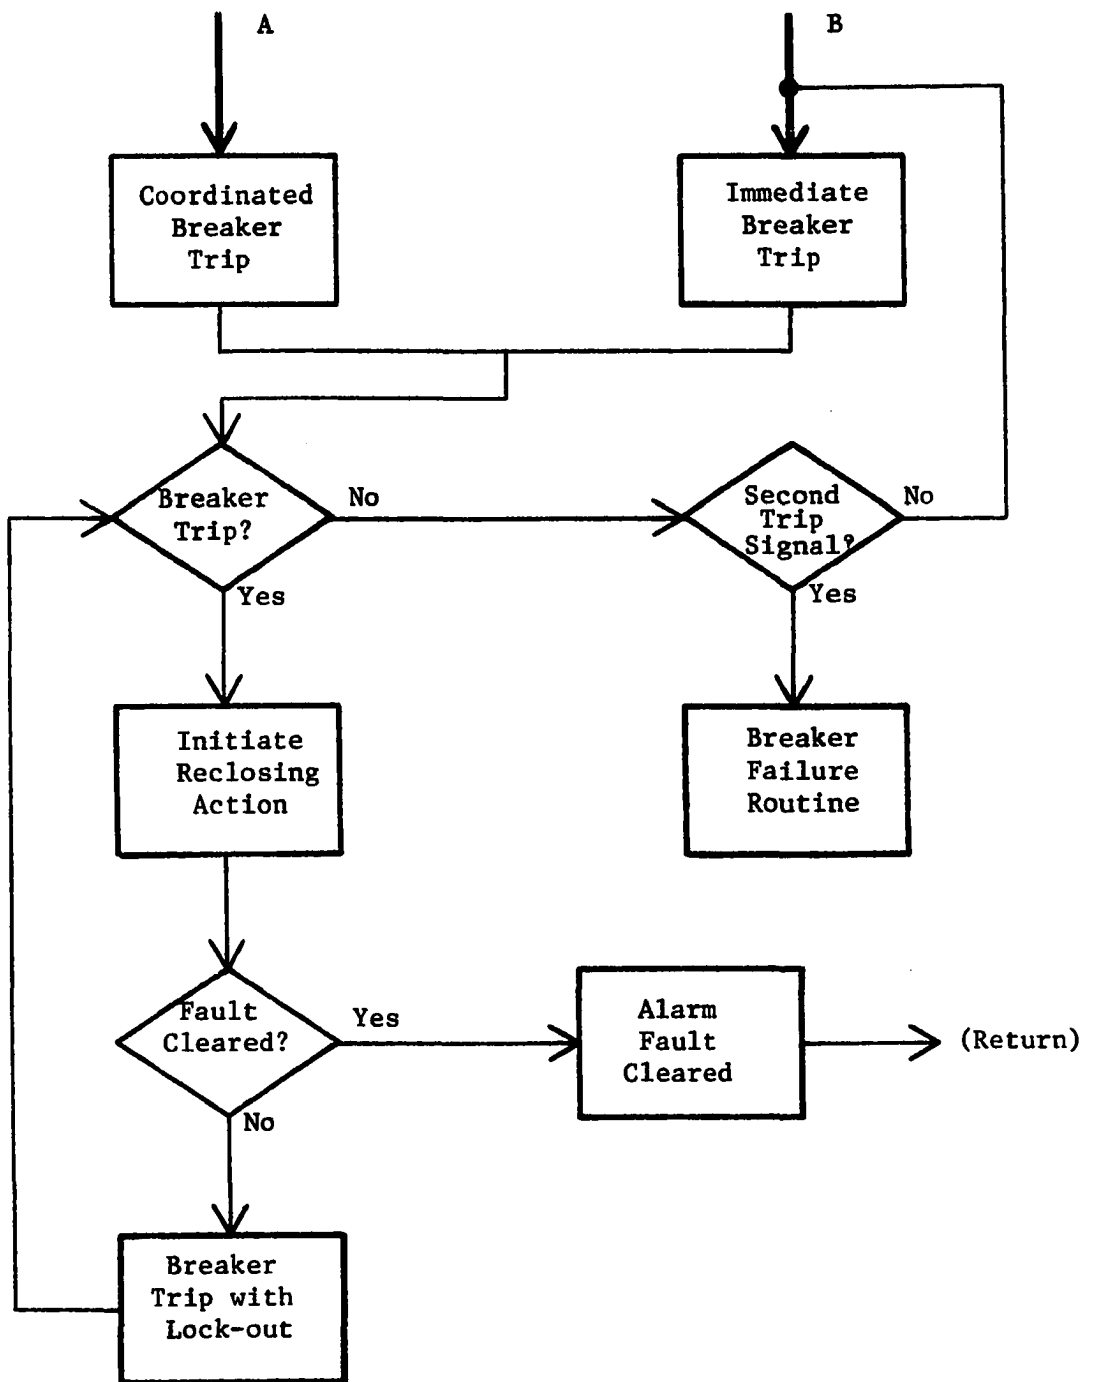 A
B
Coordinated
Breaker
Trip
Immediate
Breaker
Trip
Breaker
Trip?
No
Yes
Second
Trip
Signal?
No
Yes
Initiate
Reclosing
Action
Breaker
Failure
Routine
Fault
Cleared?
Yes
No
Alarm
Fault
Cleared
(Return)
Breaker
Trip with
Lock-out